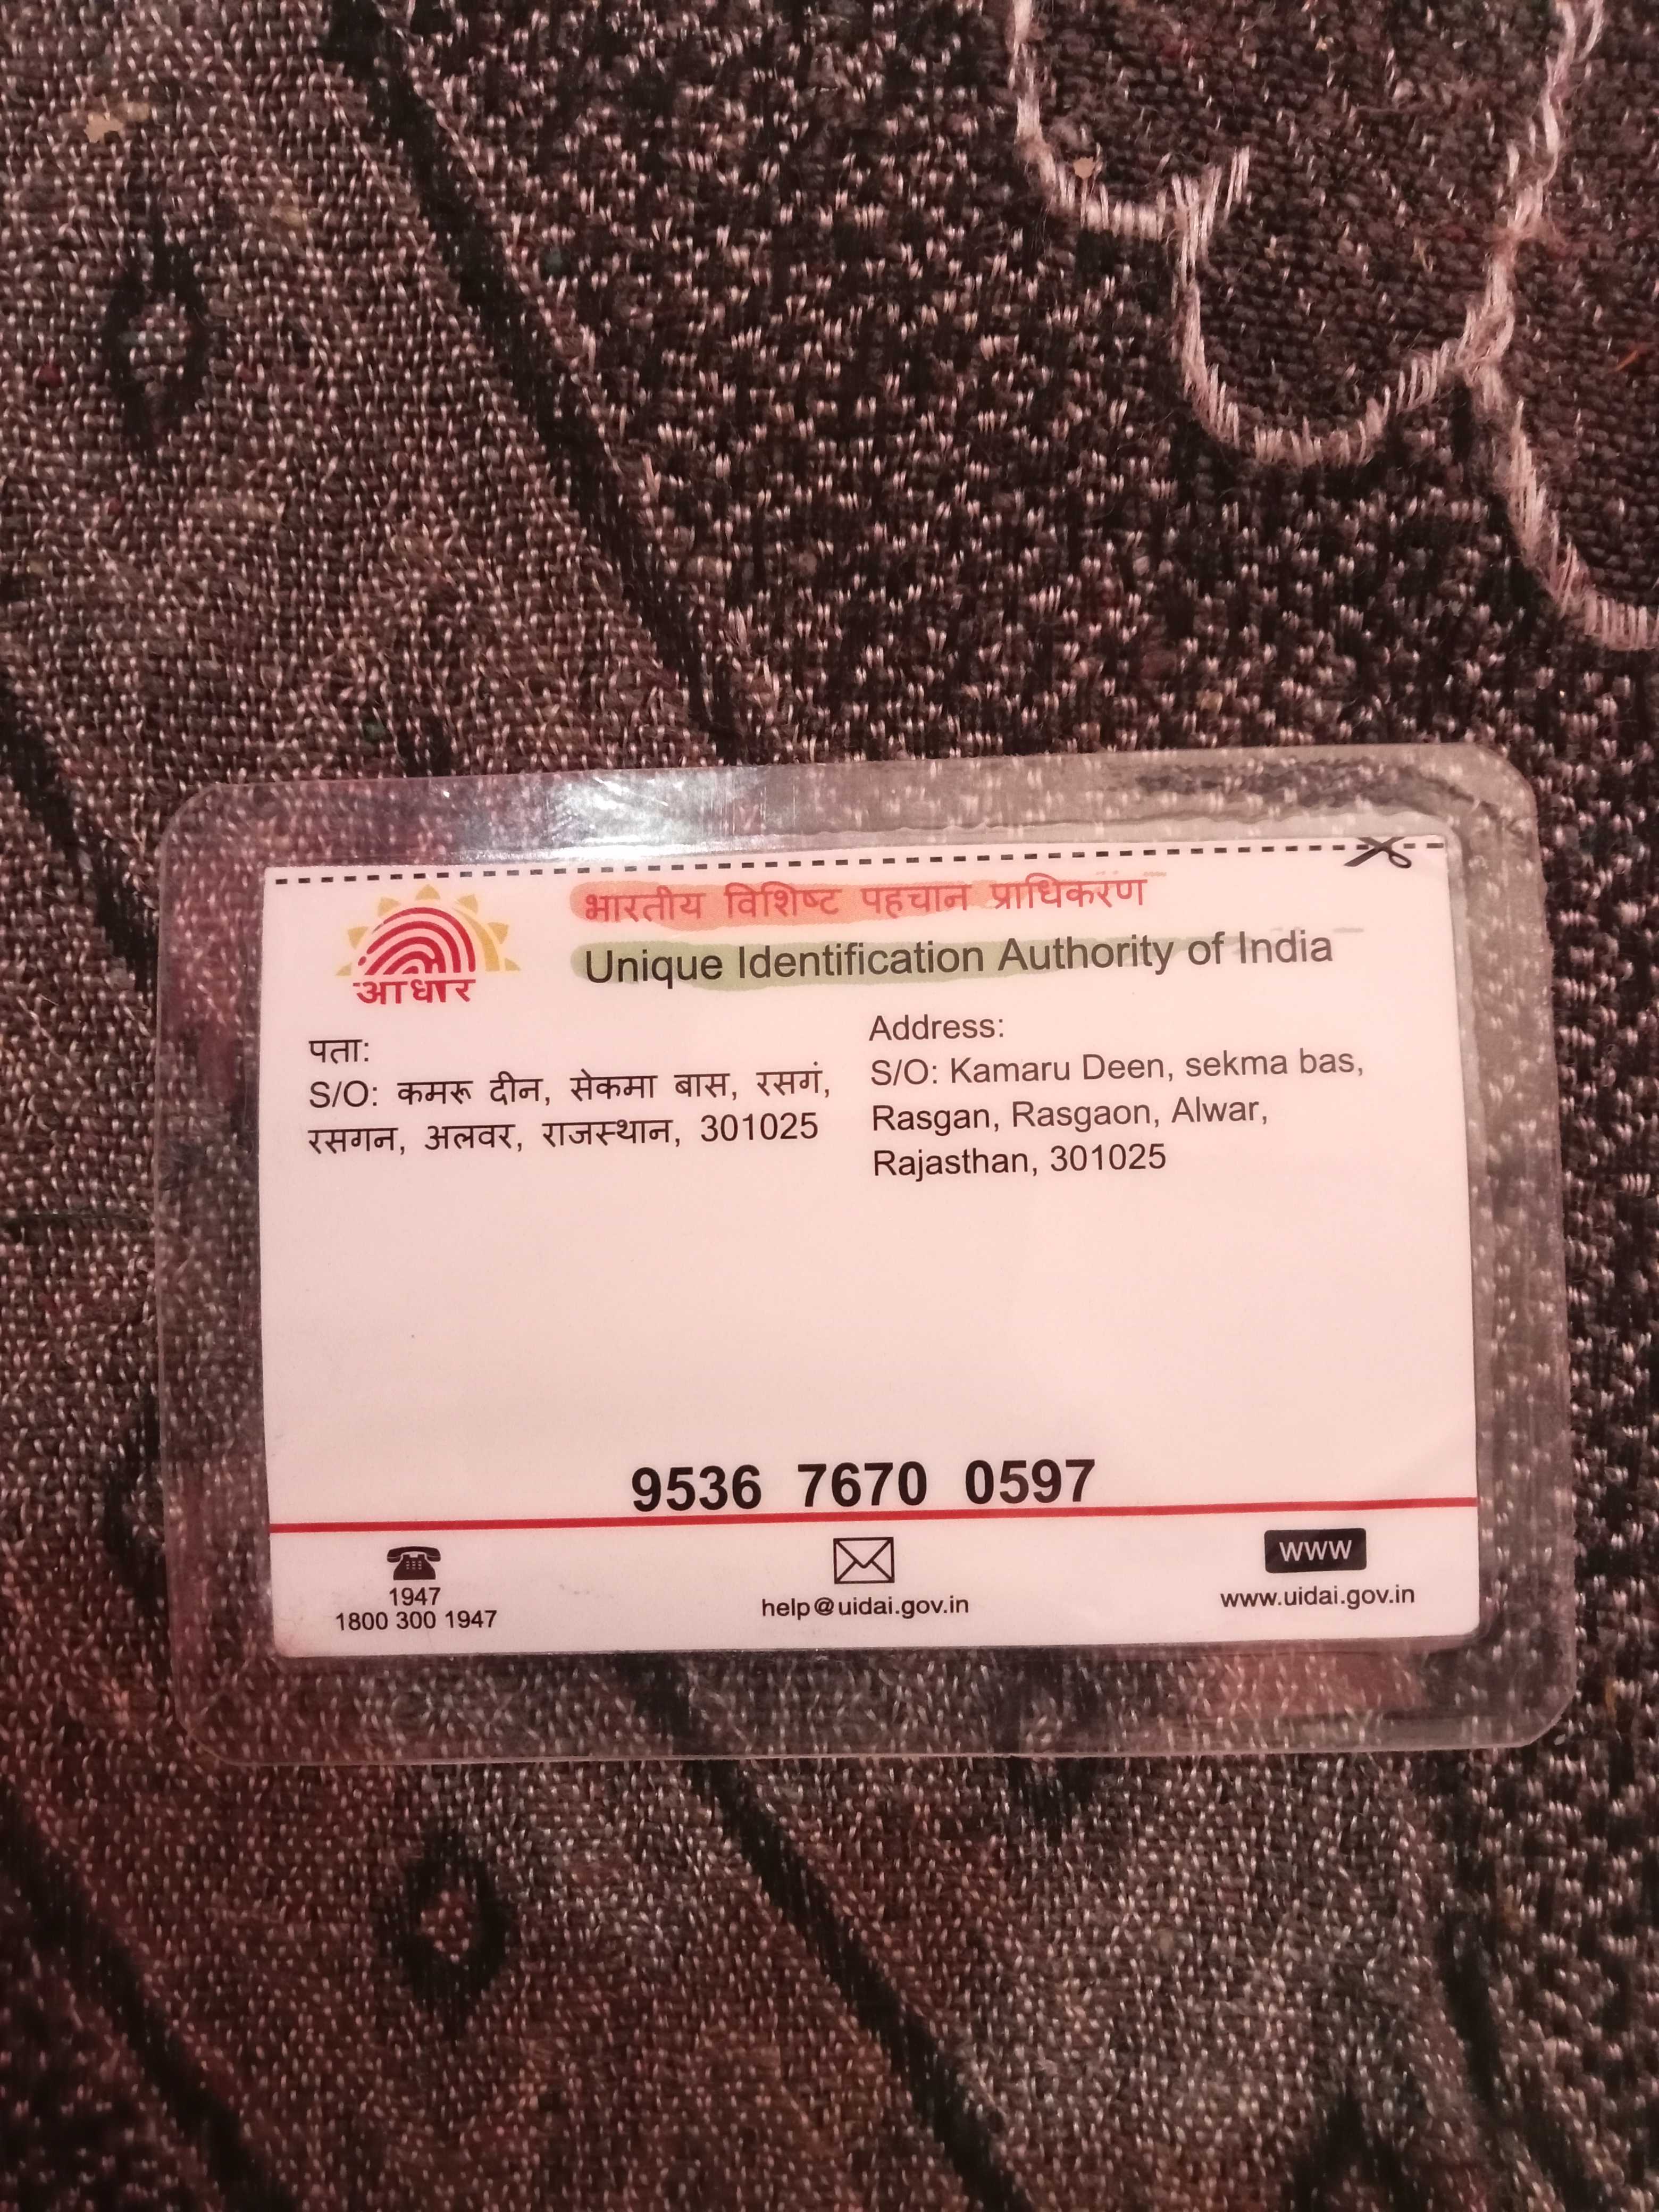 भारतीय विशिष्ट पहचान प्राधिकरण
Unique Identification Authority of India
आधार
पता:
S/O: कमरू दीन, सेकमा बास, रसगं,
रसगन, अलवर, राजस्थान, 301025
Address:
S/O: Kamaru Deen, sekma bas,
Rasgan, Rasgaon, Alwar,
Rajasthan, 301025
9536 7670 0597
1947
1800 300 1947
help@uidai.gov.in
www
www.uidai.gov.in